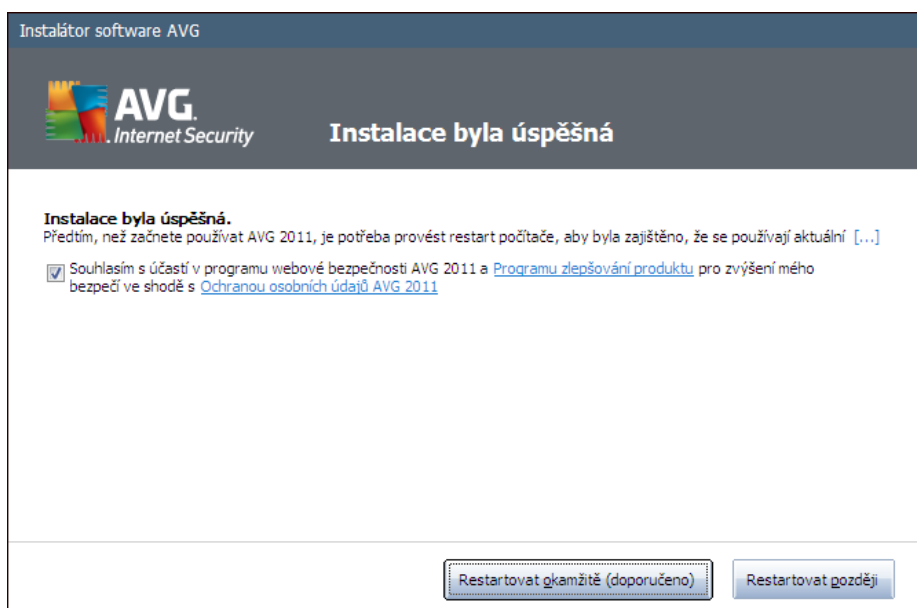 Instalátor software AVG
AVG.
Internet Security
Instalace byla úspěšná
Instalace byla úspěšná.
Předtím, než začnete používat AVG 2011, je potřeba provést restart počítače, aby byla zajištěno, že se používají aktuální [...]
Souhlasím s účastí v programu webové bezpečnosti AVG 2011 a Programu zlepšování produktu pro zvýšení mého
bezpečí ve shodě s Ochranou osobních údajů AVG 2011
Restartovat okamžitě (doporučeno)
Restartovat později